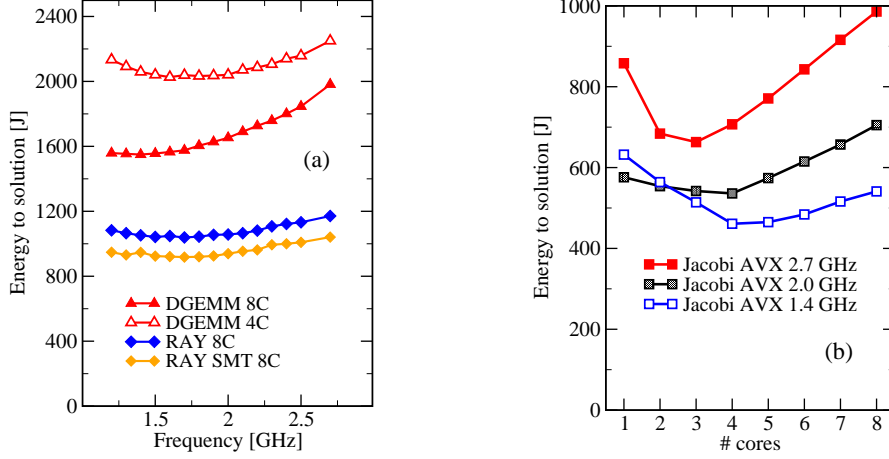 2400
2000
1600
1200
800
400
0
Energy to solution [J]
(a)
DGEMM 8C
DGEMM 4C
RAY 8C
RAY SMT 8C
1.5
2
2.5
Frequency [GHz]
1000
800
600
400
200
0
Energy to solution [J]
Jacobi AVX 2.7 GHz
Jacobi AVX 2.0 GHz
Jacobi AVX 1.4 GHz
(b)
1 2 3 4 5 6 7 8
# cores